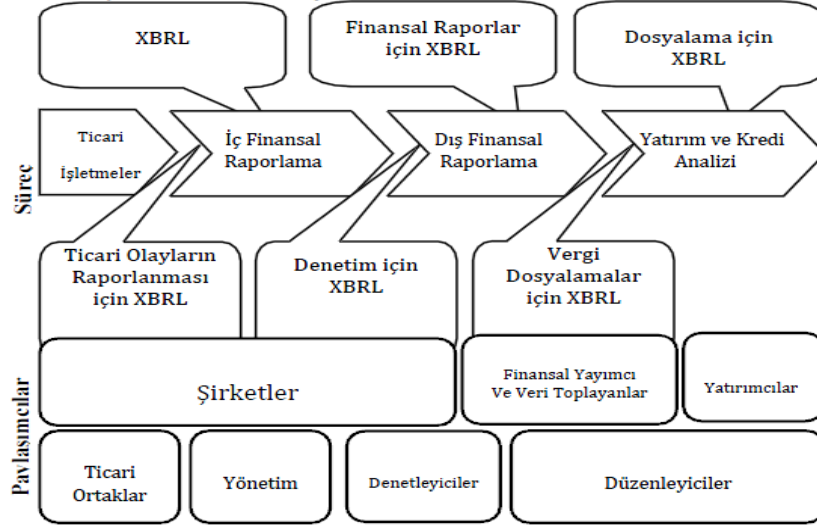 XBRL
Finansal Raporlar
için XBRL
Dosyalama için
XBRL
Süreç
Ticari
İşletmeler
İç Finansal
Raporlama
Dış Finansal
Raporlama
Yatırım ve Kredi
Analizi
Ticari Olayların
Raporlanması
için XBRL
Denetim için
XBRL
Vergi
Dosyalamalar
için XBRL
Pavlaşımcılar
Şirketler
Finansal Yayımcı
Ve Veri Toplayanlar
Yatırımcılar
Ticari
Ortaklar
Yönetim
Denetleyiciler
Düzenleyiciler